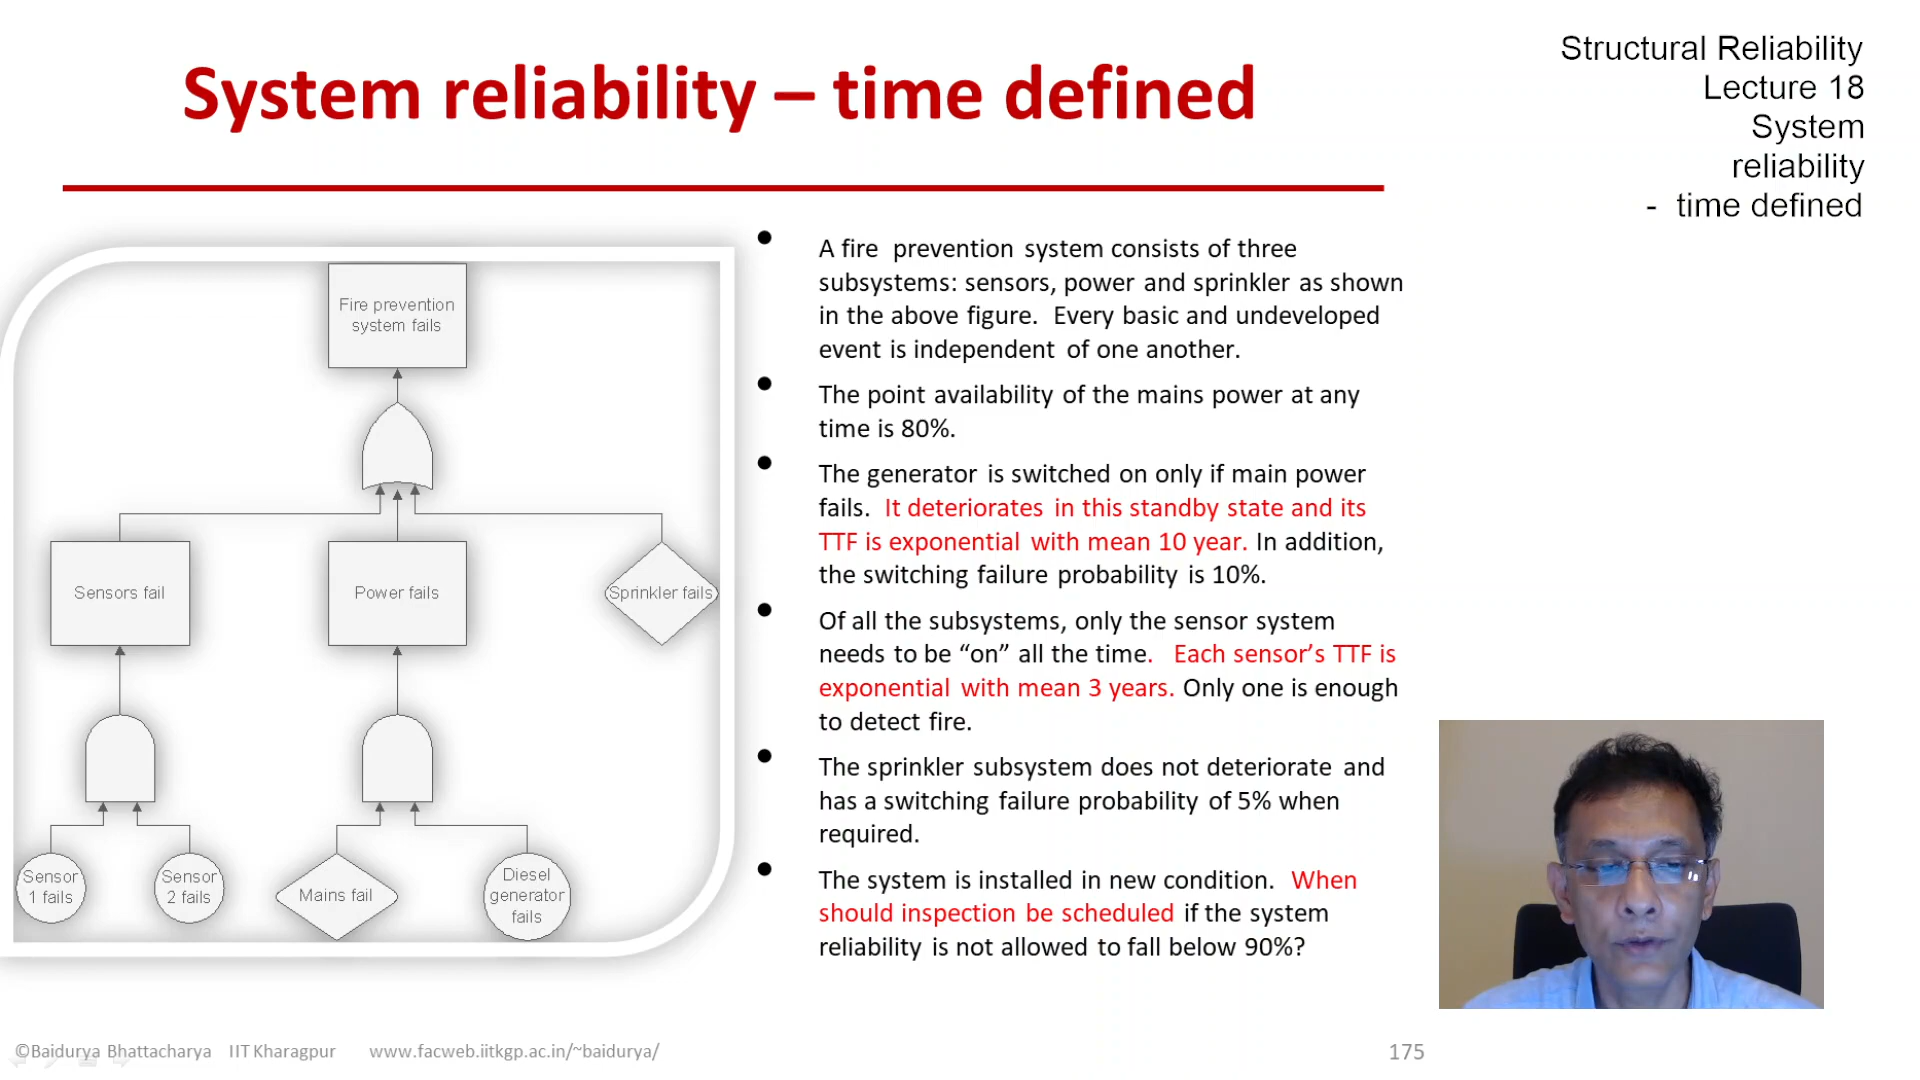 System reliability – time defined
Structural Reliability
Lecture 18
System
reliability
- time defined
Fire prevention
system fails
Sensors fail
Power fails
Sprinkler fails
Sensor
1 fails
Sensor
2 fails
Mains fail
Diesel
generator
fails
• A fire prevention system consists of three
subsystems: sensors, power and sprinkler as shown
in the above figure. Every basic and undeveloped
event is independent of one another.
• The point availability of the mains power at any
time is 80%.
• The generator is switched on only if main power
fails. It deteriorates in this standby state and its
TTF is exponential with mean 10 year. In addition,
the switching failure probability is 10%.
• Of all the subsystems, only the sensor system
needs to be “on” all the time. Each sensor’s TTF is
exponential with mean 3 years. Only one is enough
to detect fire.
• The sprinkler subsystem does not deteriorate and
has a switching failure probability of 5% when
required.
• The system is installed in new condition. When
should inspection be scheduled if the system
reliability is not allowed to fall below 90%?
©Baidurya Bhattacharya IIT Kharagpur www.facweb.iitkgp.ac.in/~baidurya/
175